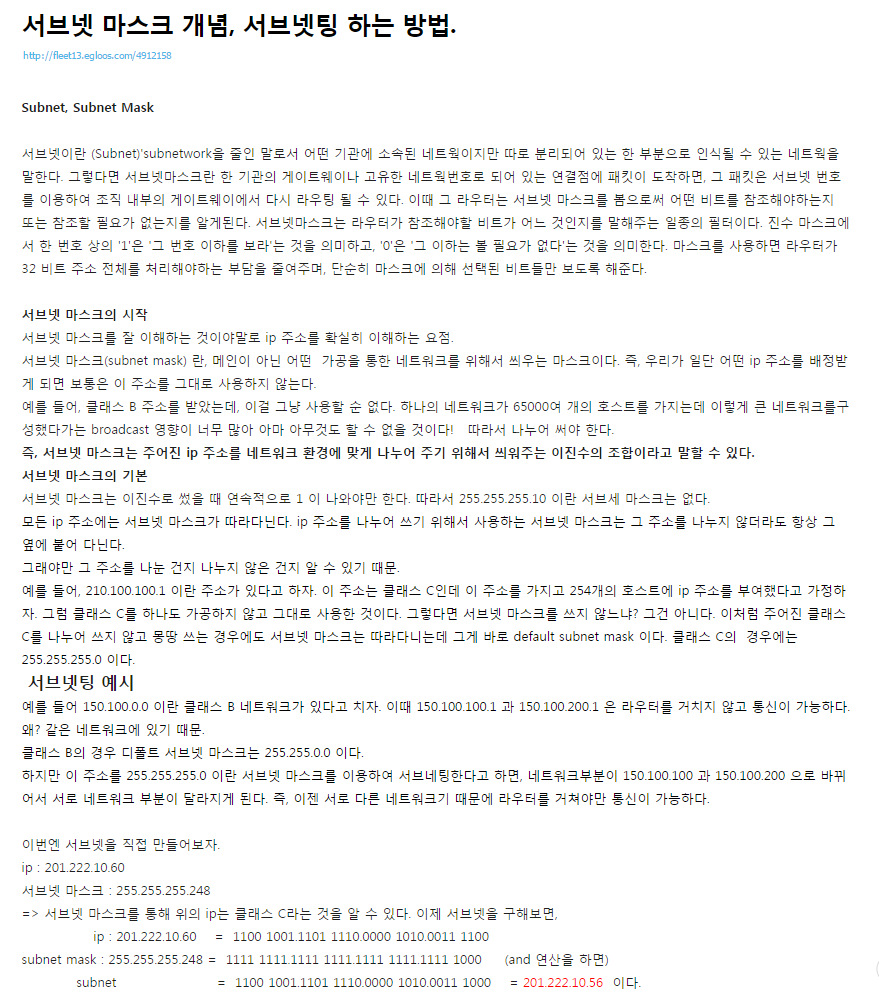 서브넷 마스크 개념, 서브넷팅 하는 방법.
http://fleet13.egloos.com/4912158
Subnet, Subnet Mask
서브넷이란 (Subnet)'subnetwork을 줄인 말로서 어떤 기관에 소속된 네트웍이지만 따로 분리되어 있는 한 부분으로 인식될 수 있는 네트웍을
말한다. 그렇다면 서브넷마스크란 한 기관의 게이트웨이나 고유한 네트웍번호로 되어 있는 연결점에 패킷이 도착하면, 그 패킷은 서브넷 번호
를 이용하여 조직 내부의 게이트웨이에서 다시 라우팅 될 수 있다. 이때 그 라우터는 서브넷 마스크를 봄으로써 어떤 비트를 참조해야하는지
또는 참조할 필요가 없는지를 알게된다. 서브넷마스크는 라우터가 참조해야할 비트가 어느 것인지를 말해주는 일종의 필터이다. 진수 마스크에
서 한 번호 상의 '1'은 '그 번호 이하를 보라'는 것을 의미하고, '0'은 '그 이하는 볼 필요가 없다'는 것을 의미한다. 마스크를 사용하면 라우터가
32 비트 주소 전체를 처리해야하는 부담을 줄여주며, 단순히 마스크에 의해 선택된 비트들만 보도록 해준다.
서브넷 마스크의 시작
서브넷 마스크를 잘 이해하는 것이야말로 ip 주소를 확실히 이해하는 요점.
서브넷 마스크(subnet mask) 란, 메인이 아닌 어떤 가공을 통한 네트워크를 위해서 씌우는 마스크이다. 즉, 우리가 일단 어떤 ip 주소를 배정받
게 되면 보통은 이 주소를 그대로 사용하지 않는다.
예를 들어, 클래스 B 주소를 받았는데, 이걸 그냥 사용할 순 없다. 하나의 네트워크가 65000여 개의 호스트를 가지는데 이렇게 큰 네트워크를구
성했다가는 broadcast 영향이 너무 많아 아마 아무것도 할 수 없을 것이다! 따라서 나누어 써야 한다.
즉, 서브넷 마스크는 주어진 ip 주소를 네트워크 환경에 맞게 나누어 주기 위해서 씌워주는 이진수의 조합이라고 말할 수 있다.
서브넷 마스크의 기본
서브넷 마스크는 이진수로 썼을 때 연속적으로 1 이 나와야만 한다. 따라서 255.255.255.10 이란 서브세 마스크는 없다.
모든 ip 주소에는 서브넷 마스크가 따라다닌다. ip 주소를 나누어 쓰기 위해서 사용하는 서브넷 마스크는 그 주소를 나누지 않더라도 항상 그
옆에 붙어 다닌다.
그래야만 그 주소를 나눈 건지 나누지 않은 건지 알 수 있기 때문.
예를 들어, 210.100.100.1 이란 주소가 있다고 하자. 이 주소는 클래스 C인데 이 주소를 가지고 254개의 호스트에 ip 주소를 부여했다고 가정하
자. 그럼 클래스 C를 하나도 가공하지 않고 그대로 사용한 것이다. 그렇다면 서브넷 마스크를 쓰지 않느냐? 그건 아니다. 이처럼 주어진 클래스
C를 나누어 쓰지 않고 몽땅 쓰는 경우에도 서브넷 마스크는 따라다니는데 그게 바로 default subnet mask 이다. 클래스 C의 경우에는
255.255.255.0 이다.
서브넷팅 예시
예를 들어 150.100.0.0 이란 클래스 B 네트워크가 있다고 치자. 이때 150.100.100.1 과 150.100.200.1 은 라우터를 거치지 않고 통신이 가능하다.
왜? 같은 네트워크에 있기 때문.
클래스 B의 경우 디폴트 서브넷 마스크는 255.255.0.0 이다.
하지만 이 주소를 255.255.255.0 이란 서브넷 마스크를 이용하여 서브네팅한다고 하면, 네트워크부분이 150.100.100 과 150.100.200 으로 바뀌
어서 서로 네트워크 부분이 달라지게 된다. 즉, 이젠 서로 다른 네트워크기 때문에 라우터를 거쳐야만 통신이 가능하다.
이번엔 서브넷을 직접 만들어보자.
ip : 201.222.10.60
서브넷 마스크 : 255.255.255.248
=> 서브넷 마스크를 통해 위의 ip는 클래스 C라는 것을 알 수 있다. 이제 서브넷을 구해보면,
ip : 201.222.10.60 = 1100 1001.1101 1110.0000 1010.0011 1100
subnet mask : 255.255.255.248 = 1111 1111.1111 1111.1111 1111.1111 1000 (and 연산을 하면)
subnet = 1100 1001.1101 1110.0000 1010.0011 1000 = 201.222.10.56 이다.